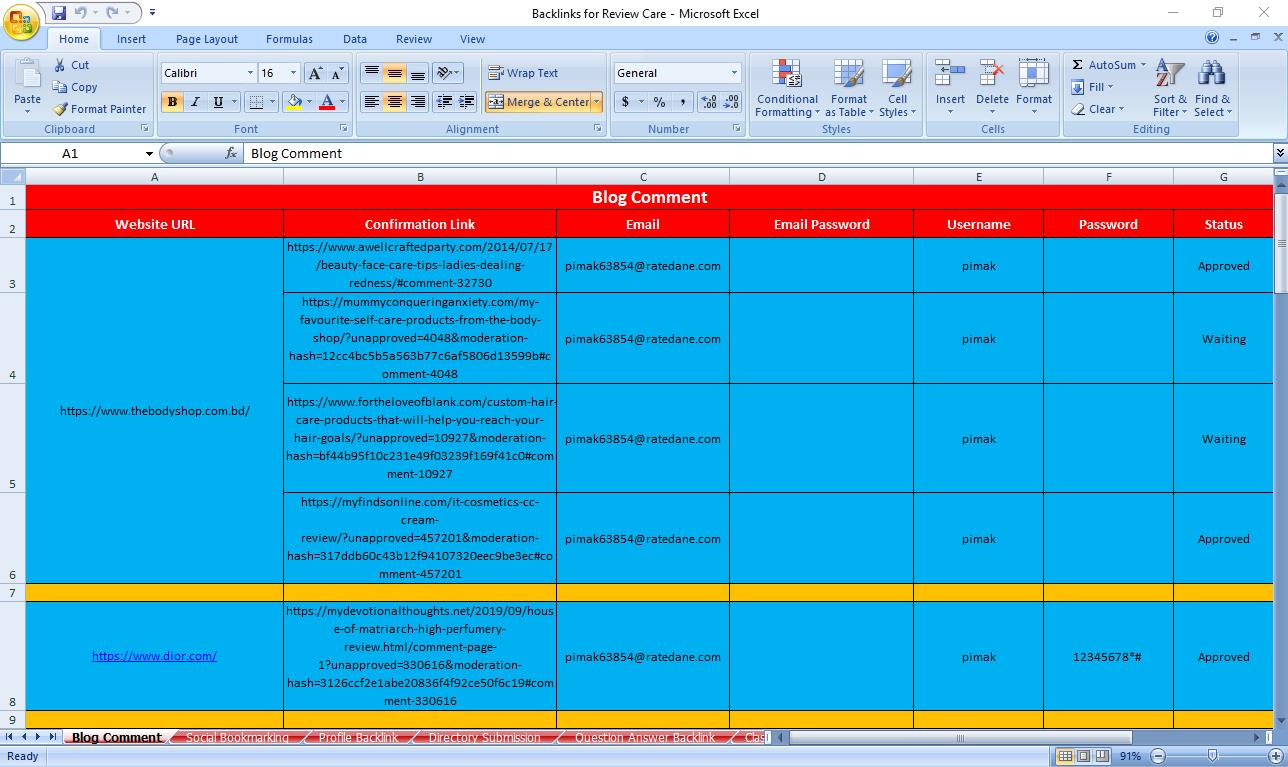 Backlinks for Review Care - Microsoft Excel
Home Insert Page Layout Formulas Data Review View
Paste
Cut
Copy
Format Painter
Clipboard
Calibri 16
B I U
Font
Wrap Text
Merge & Center
Alignment
General
$ % ,
Number
Conditional Formatting
Format as Table
Cell Styles
Styles
Insert Delete Format
Cells
Σ AutoSum
Fill
Clear
Sort & Filter
Find & Select
Editing
A1 fx Blog Comment
A B C D E F G
1 Blog Comment
2 Website URL Confirmation Link Email Email Password Username Password Status
3
https://www.thebodyshop.com.bd/
https://www.awellcraftedparty.com/2014/07/17
/beauty-face-care-tips-ladies-dealing-
redness/#comment-32730
pimak63854@ratedane.com pimak Approved
4
https://mummyconqueringanxiety.com/my-
favourite-self-care-products-from-the-body-
shop/?unapproved=4048&moderation-
hash=12cc4bc5b5a563b77c6af5806d13599b#c
omment-4048
pimak63854@ratedane.com pimak Waiting
5
https://www.fortheloveofblank.com/custom-hair-
care-products-that-will-help-you-reach-your-
hair-goals/?unapproved=10927&moderation-
hash=bf44b95f10c231e49f03239f169f41c0#com
ment-10927
pimak63854@ratedane.com pimak Waiting
6
https://myfindsonline.com/it-cosmetics-cc-
cream-
review/?unapproved=457201&moderation-
hash=317ddb60c43b12f94107320eec9be3ec#co
mment-457201
pimak63854@ratedane.com pimak Approved
7
8
https://www.dior.com/
https://mydevotionalthoughts.net/2019/09/hous
e-of-matriarch-high-perfumery-
review.html/comment-page-
1?unapproved=330616&moderation-
hash=3126ccf2e1abe20836f4f92ce50f6c19#com
ment-330616
pimak63854@ratedane.com pimak 12345678*# Approved
9
Blog Comment Social Bookmarking Profile Backlink Directory Submission Question Answer Backlink Clas
Ready 91%